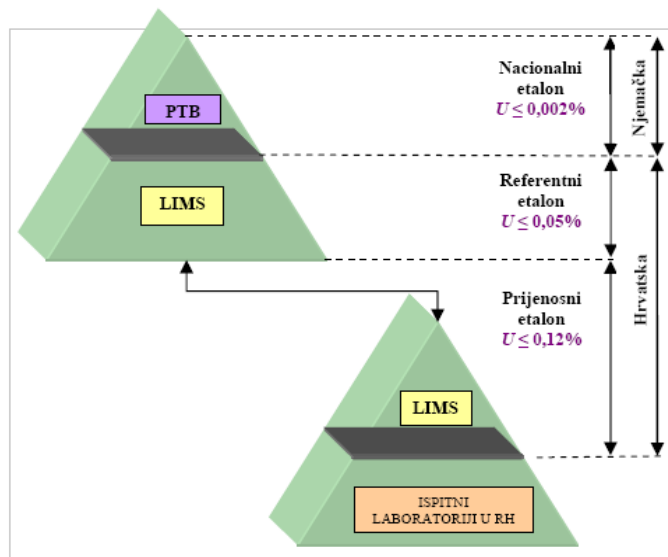 PTB
LIMS
Nacionalni
etalon
U ≤ 0,002%
Njemačka
Referentni
etalon
U ≤ 0,05%
Prijenosni
etalon
U ≤ 0,12%
Hrvatska
LIMS
ISPITNI
LABORATORIJI U RH